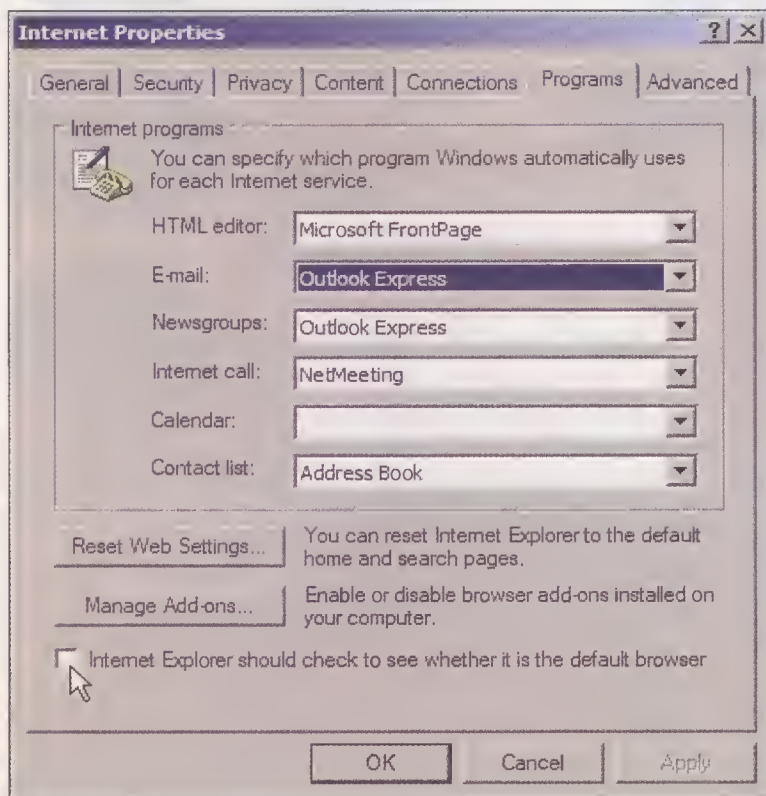 Internet Properties
General Security Privacy Content Connections Programs Advanced
Internet programs
You can specify which program Windows automatically uses
for each Internet service.
HTML editor: Microsoft FrontPage
E-mail: Outlook Express
Newsgroups: Outlook Express
Internet call: NetMeeting
Calendar:
Contact list: Address Book
Reset Web Settings... You can reset Internet Explorer to the default
home and search pages.
Manage Add-ons... Enable or disable browser add-ons installed on
your computer.
Internet Explorer should check to see whether it is the default browser
OK Cancel Apply